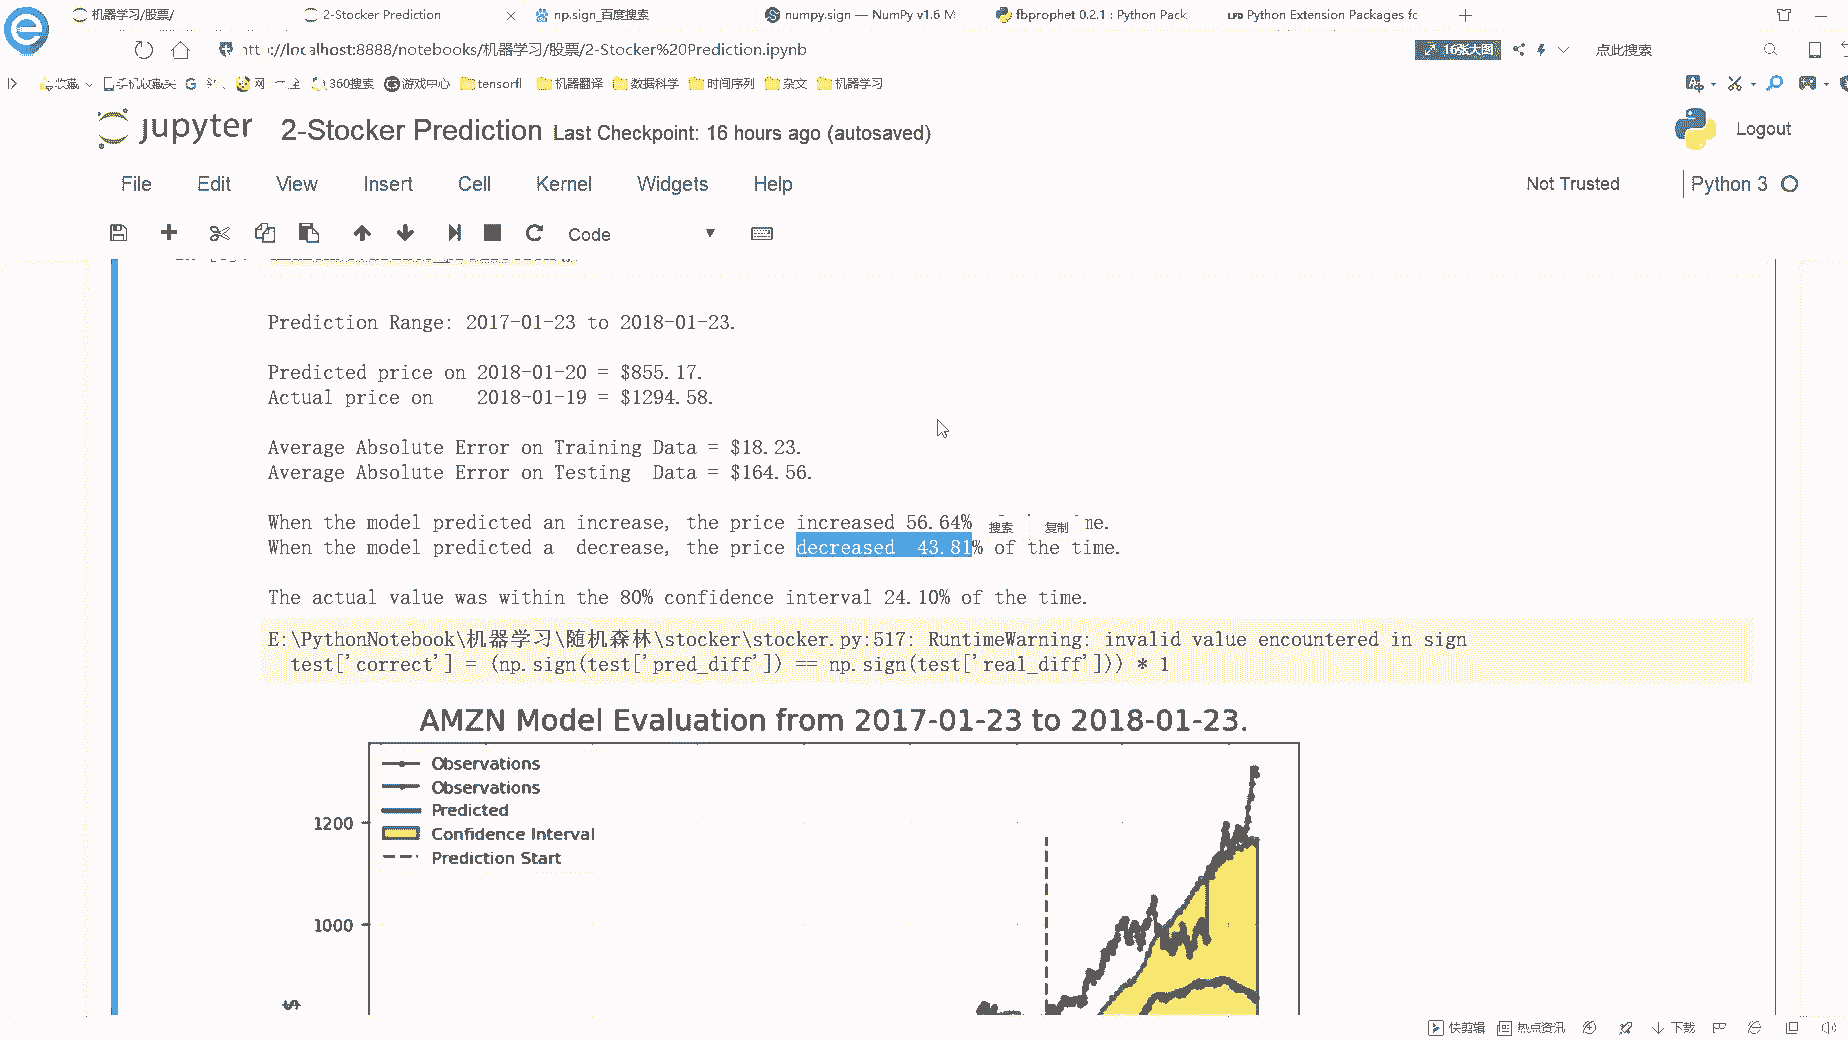 机器学习/股票/
2-Stocker Prediction
np.sign_百度搜索
numpy.sign — NumPy v1.6 M
fbprophet 0.2.1 : Python Pack
Python Extension Packages fo
localhost:8888/notebooks/机器学习/股票/2-Stocker%20Prediction.ipynb
16张大图
点此搜索
收藏
手机收藏夹
G
网
360搜索
游戏中心
tensorfl
机器翻译
数据科学
时间序列
杂文
机器学习
jupyter
2-Stocker Prediction Last Checkpoint: 16 hours ago (autosaved)
Logout
File Edit View Insert Cell Kernel Widgets Help
Not Trusted
Python 3
Code
Prediction Range: 2017-01-23 to 2018-01-23.
Predicted price on 2018-01-20 = $855.17.
Actual price on 2018-01-19 = $1294.58.
Average Absolute Error on Training Data = $18.23.
Average Absolute Error on Testing Data = $164.56.
When the model predicted an increase, the price increased 56.64% 搜索 复制 me.
When the model predicted a decrease, the price decreased 43.81% of the time.
The actual value was within the 80% confidence interval 24.10% of the time.
E:\PythonNotebook\机器学习\随机森林\stocker\stocker.py:517: RuntimeWarning: invalid value encountered in sign
test['correct'] = (np.sign(test['pred_diff']) == np.sign(test['real_diff'])) * 1
AMZN Model Evaluation from 2017-01-23 to 2018-01-23.
Observations
Observations
Predicted
Confidence Interval
Prediction Start
1200
1000
$
快剪辑
热点资讯
下载